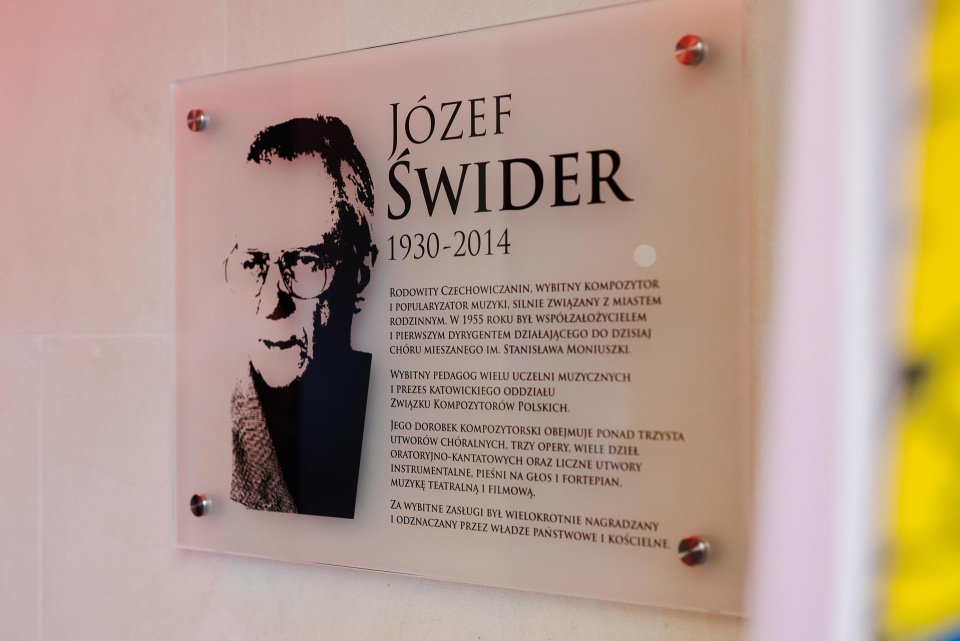 JÓZEF
ŚWIDER
1930-2014
RODOWITY CZECHOWICZANIN, WYBITNY KOMPOZYTOR
I POPULARYZATOR MUZYKI, SILNIE ZWIĄZANY Z MIASTEM
RODZINNYM. W 1955 ROKU BYŁ WSPÓŁZAŁOŻYCIELEM
I PIERWSZYM DYRYGENTEM DZIAŁAJĄCEGO DO DZISIAJ
CHÓRU MIESZANEGO IM. STANISŁAWA MONIUSZKI.
WYBITNY PEDAGOG WIELU UCZELNI MUZYCZNYCH
I PREZES KATOWICKIEGO ODDZIAŁU
ZWIĄZKU KOMPOZYTORÓW POLSKICH.
JEGO DOROBEK KOMPOZYTORSKI OBEJMUJE PONAD TRZYSTA
UTWORÓW CHÓRALNYCH, TRZY OPERY, WIELE DZIEŁ
ORATORYJNO-KANTATOWYCH ORAZ LICZNE UTWORY
INSTRUMENTALNE, PIEŚNI NA GŁOS I FORTEPIAN,
MUZYKĘ TEATRALNĄ I FILMOWĄ.
ZA WYBITNE ZASŁUGI BYŁ WIELOKROTNIE NAGRADZANY
I ODZNACZANY PRZEZ WŁADZE PAŃSTWOWE I KOŚCIELNE.